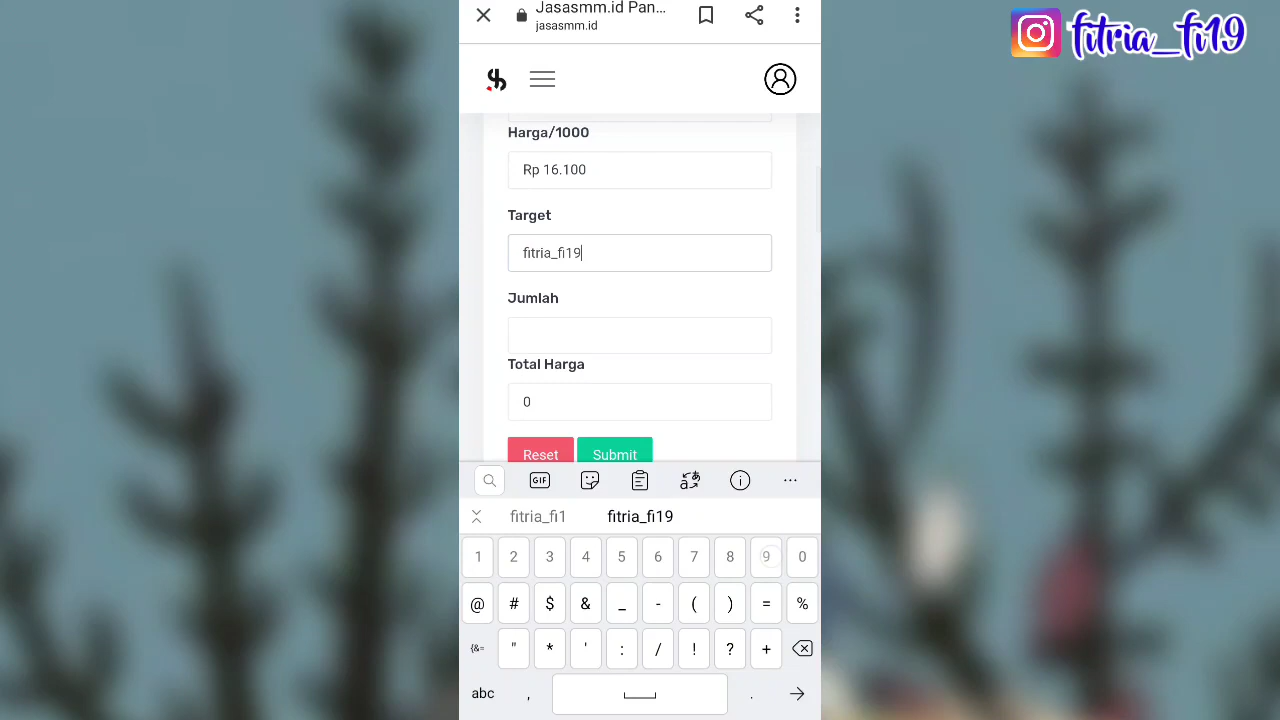 Jasasmm.id Pan...
jasasmm.id
fitria_fi19
Harga/1000
Rp 16.100
Target
fitria_fi19
Jumlah
Total Harga
0
Reset Submit
GIF
fitria_fi1 fitria_fi19
1 2 3 4 5 6 7 8 9 0
@ # $ & _ - ( ) = %
{&= " * ' : / ! ? +
abc , .